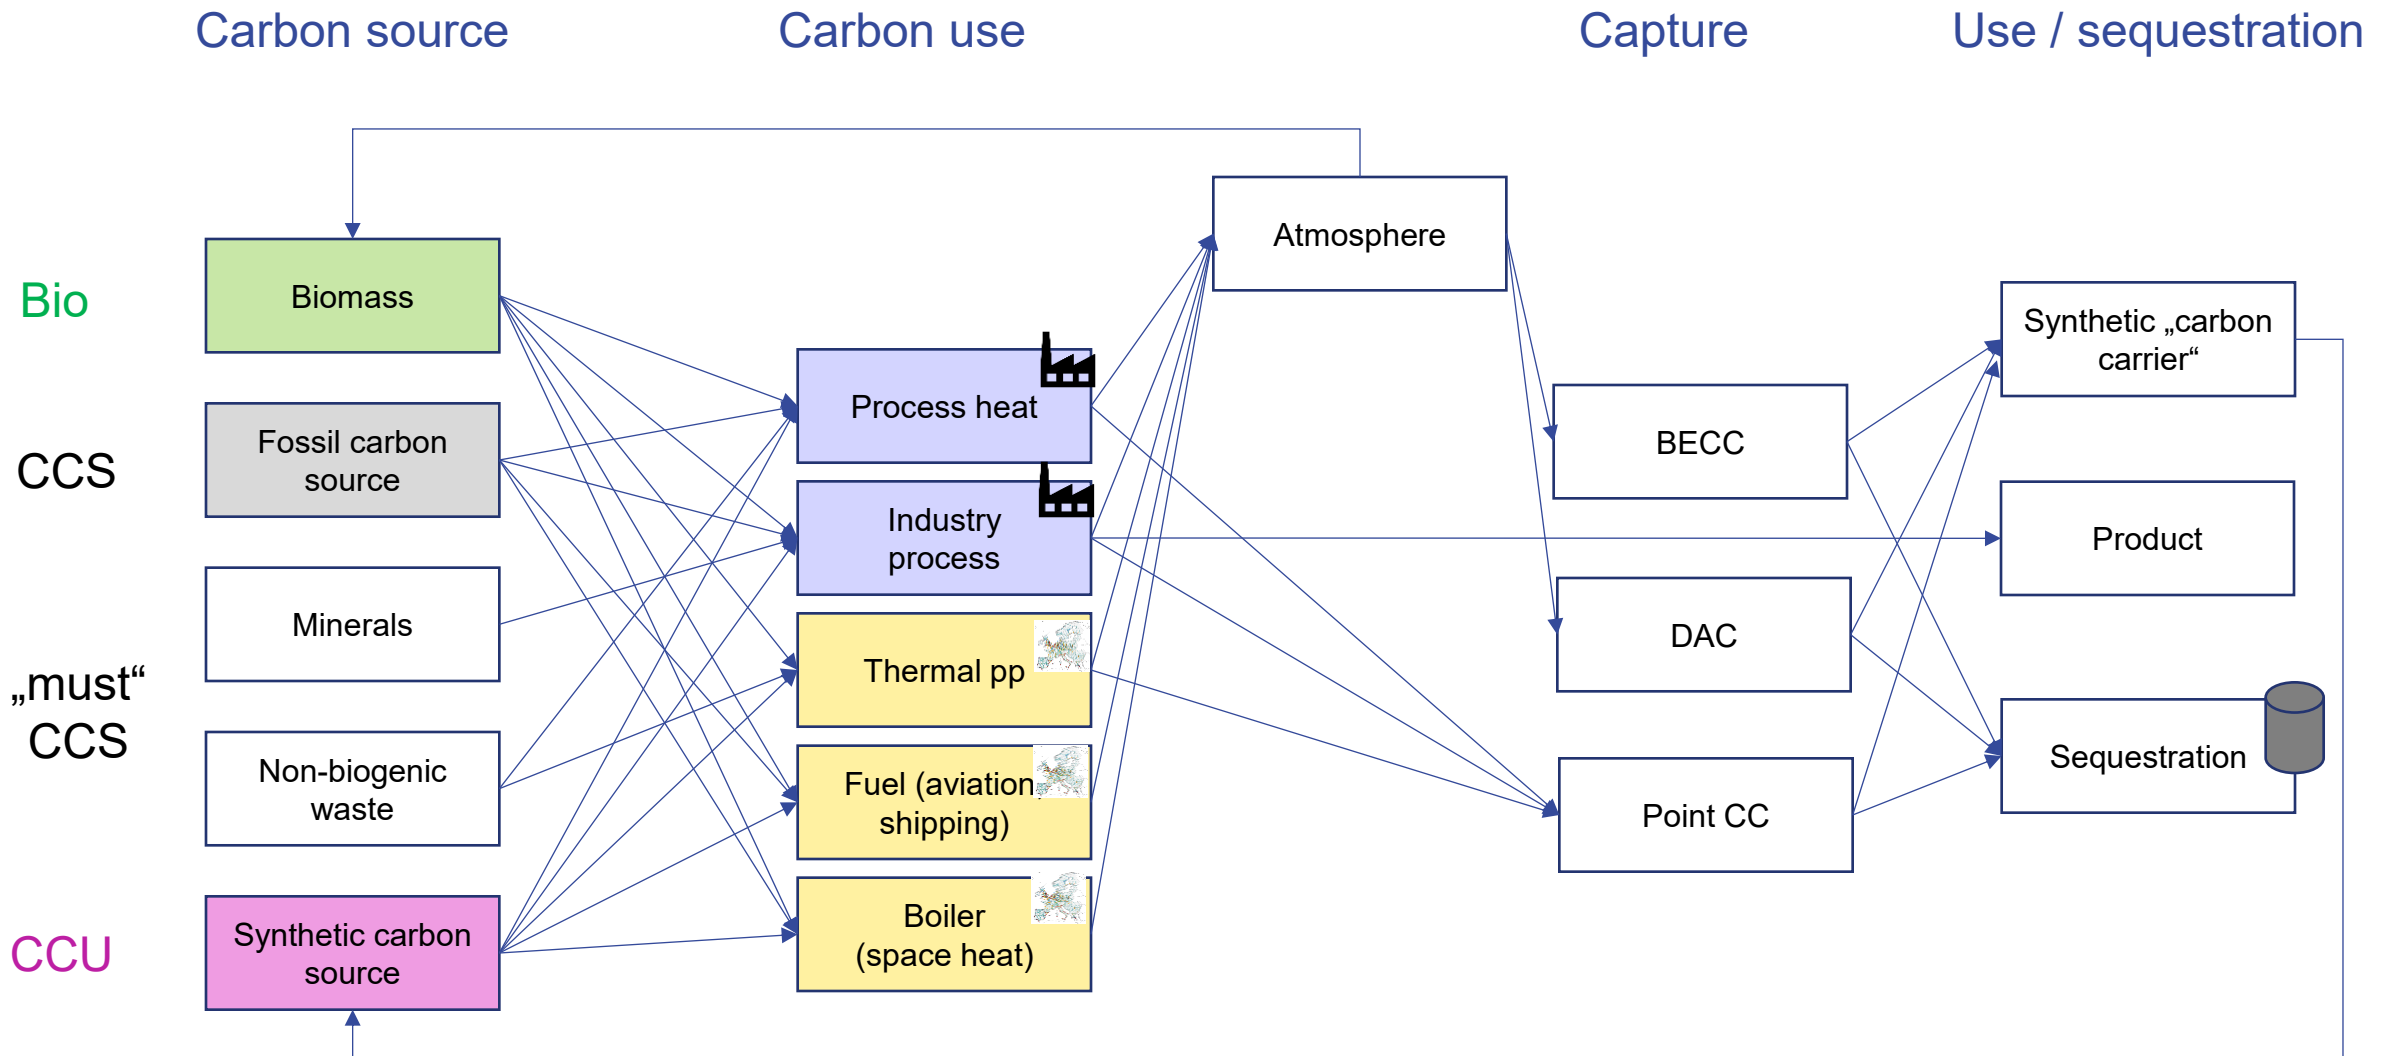 Carbon source
Carbon use
Capture
Use / sequestration
Bio
CCS
„must“
CCS
CCU
Biomass
Fossil carbon
source
Minerals
Non-biogenic
waste
Synthetic carbon
source
Process heat
Industry
process
Thermal pp
Fuel (aviation,
shipping)
Boiler
(space heat)
Atmosphere
BECC
DAC
Point CC
Synthetic „carbon
carrier“
Product
Sequestration